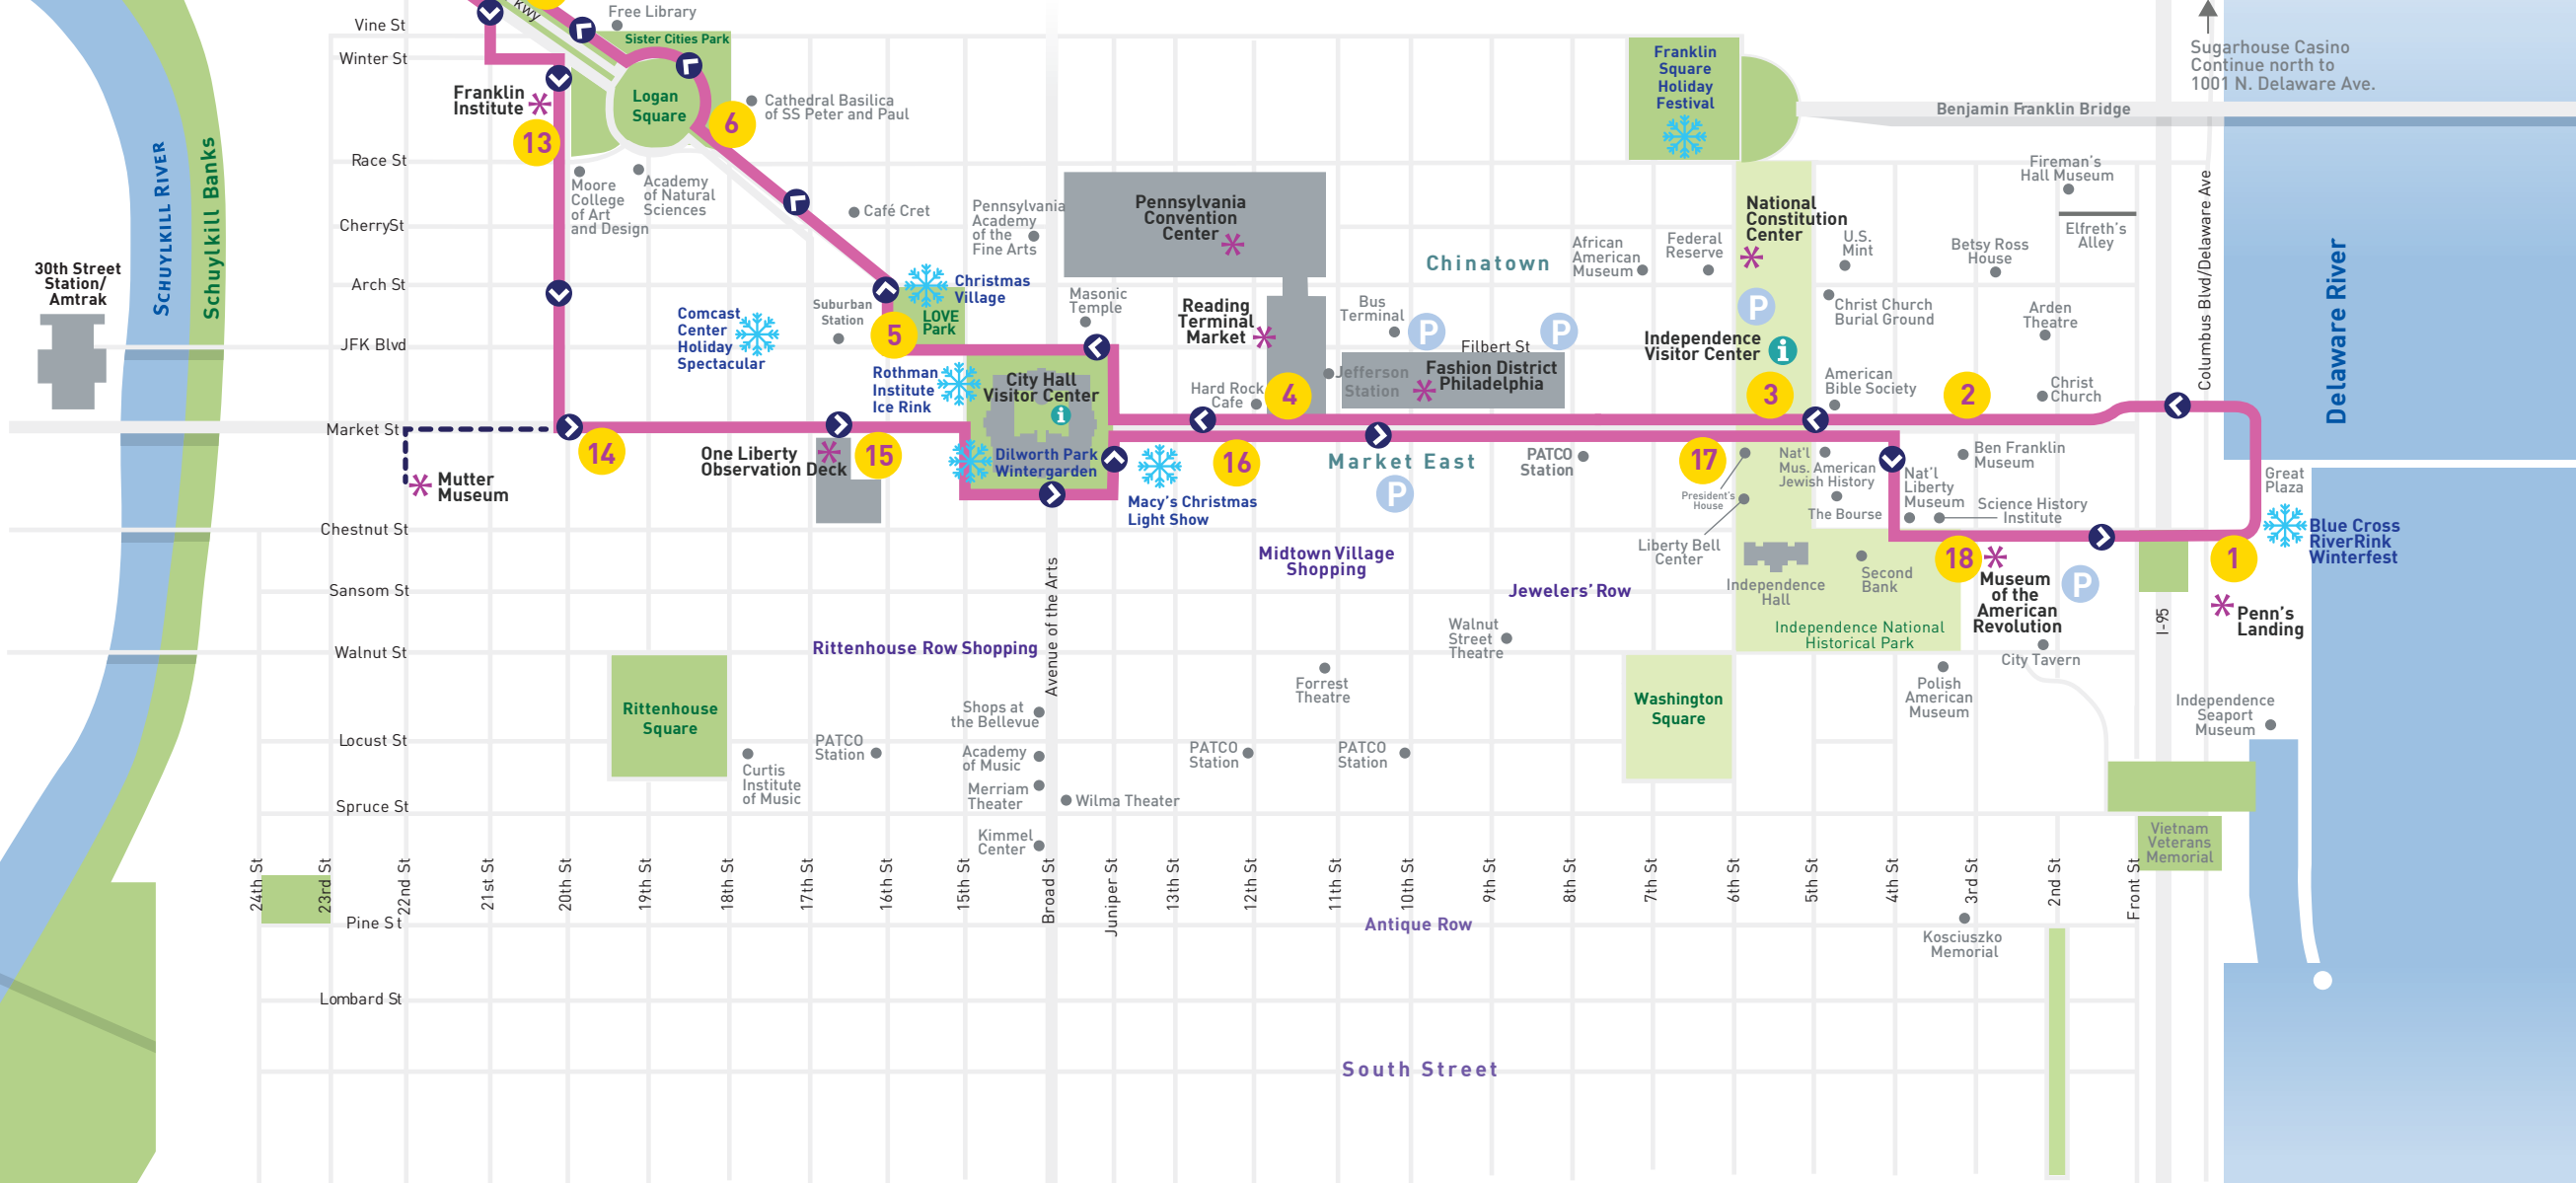 Vine St
Winter St
Race St
CherrySt
Arch St
JFK Blvd
Market St
Chestnut St
Sansom St
Walnut St
Locust St
Spruce St
Pine St
Lombard St
kwy
Free Library
Sister Cities Park
Logan
Square
Franklin
Institute
13
6
Cathedral Basilica
of SS Peter and Paul
Moore
College
of Art
and Design
Academy
of Natural
Sciences
Café Cret
Pennsylvania
Academy
of the
Fine Arts
Pennsylvania
Convention
Center
Schuylkill River
Schuylkill Banks
30th Street
Station/
Amtrak
Mutter
Museum
Comcast
Center
Holiday
Spectacular
Suburban
Station
5
Christmas
Village
LOVE
Park
Rothman
Institute
Ice Rink
City Hall
Visitor Center
i
Dilworth Park
Wintergarden
Masonic
Temple
Macy's Christmas
Light Show
14
One Liberty
Observation Deck
15
16
Reading
Terminal
Market
Hard Rock
Cafe
4
Bus
Terminal
P
P
Filbert St
Jefferson
Station
Fashion District
Philadelphia
Chinatown
Market East
P
PATCO
Station
Franklin
Square
Holiday
Festival
Benjamin Franklin Bridge
Sugarhouse Casino
Continue north to
1001 N. Delaware Ave.
African
American
Museum
Federal
Reserve
National
Constitution
Center
U.S.
Mint
Betsy Ross
House
Fireman's
Hall Museum
Elfreth's
Alley
P
Christ Church
Burial Ground
Arden
Theatre
Independence
Visitor Center
i
3
American
Bible Society
2
Christ
Church
Columbus Blvd/Delaware Ave
Delaware River
17
President's
House
Nat'l
Mus. American
Jewish History
The Bourse
Nat'l
Liberty
Museum
Ben Franklin
Museum
Science History
Institute
Great
Plaza
Blue Cross
RiverRink
Winterfest
1
Penn's
Landing
Liberty Bell
Center
Independence
Hall
Second
Bank
18
Museum
of the
American
Revolution
P
I-95
Independence National
Historical Park
City Tavern
Midtown Village
Shopping
Jewelers' Row
Rittenhouse Row Shopping
Avenue of the Arts
Walnut
Street
Theatre
Forrest
Theatre
Washington
Square
Polish
American
Museum
Independence
Seaport
Museum
Rittenhouse
Square
Shops at
the Bellevue
Curtis
Institute
of Music
PATCO
Station
Academy
of Music
Merriam
Theater
Wilma Theater
Kimmel
Center
PATCO
Station
PATCO
Station
Vietnam
Veterans
Memorial
24th St
23rd St
22nd St
21st St
20th St
19th St
18th St
17th St
16th St
15th St
Broad St
Juniper St
13th St
12th St
11th St
10th St
9th St
8th St
7th St
6th St
5th St
4th St
3rd St
2nd St
Front St
Antique Row
Kosciuszko
Memorial
South Street